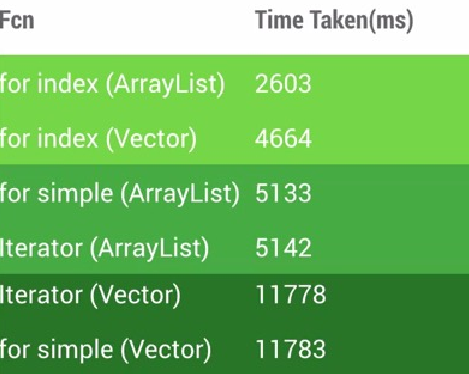 Fcn Time Taken(ms)
for index (ArrayList) 2603
for index (Vector) 4664
for simple (ArrayList) 5133
Iterator (ArrayList) 5142
Iterator (Vector) 11778
for simple (Vector) 11783